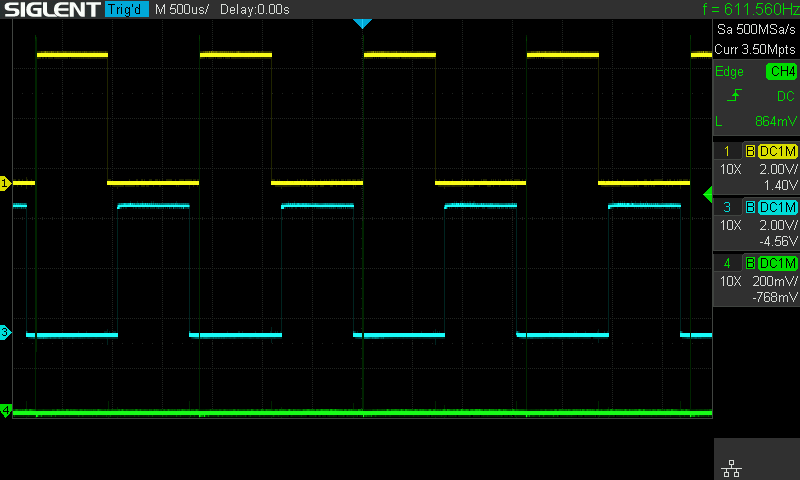 SIGLENT Trig'd M 500us/ Delay:0.00s f = 611.560Hz
Sa 500MSa/s
Curr 3.50Mpts
Edge CH4
DC
L 864mV
1 B DC1M
10X 2.00V/
1.40V
3 B DC1M
10X 2.00V/
-4.56V
4 B DC1M
10X 200mV/
-768mV
1
3
4